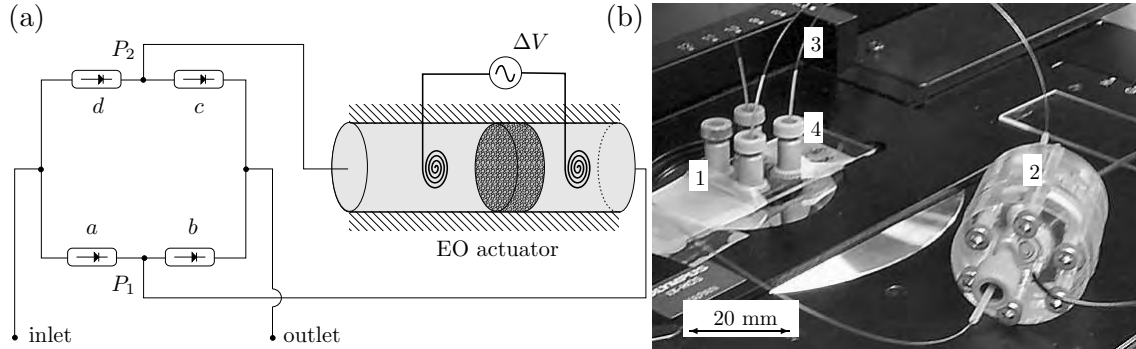 (a)
P2
ΔV
d
c
a
b
P1
EO actuator
inlet
outlet
(b)
3
4
1
2
20 mm